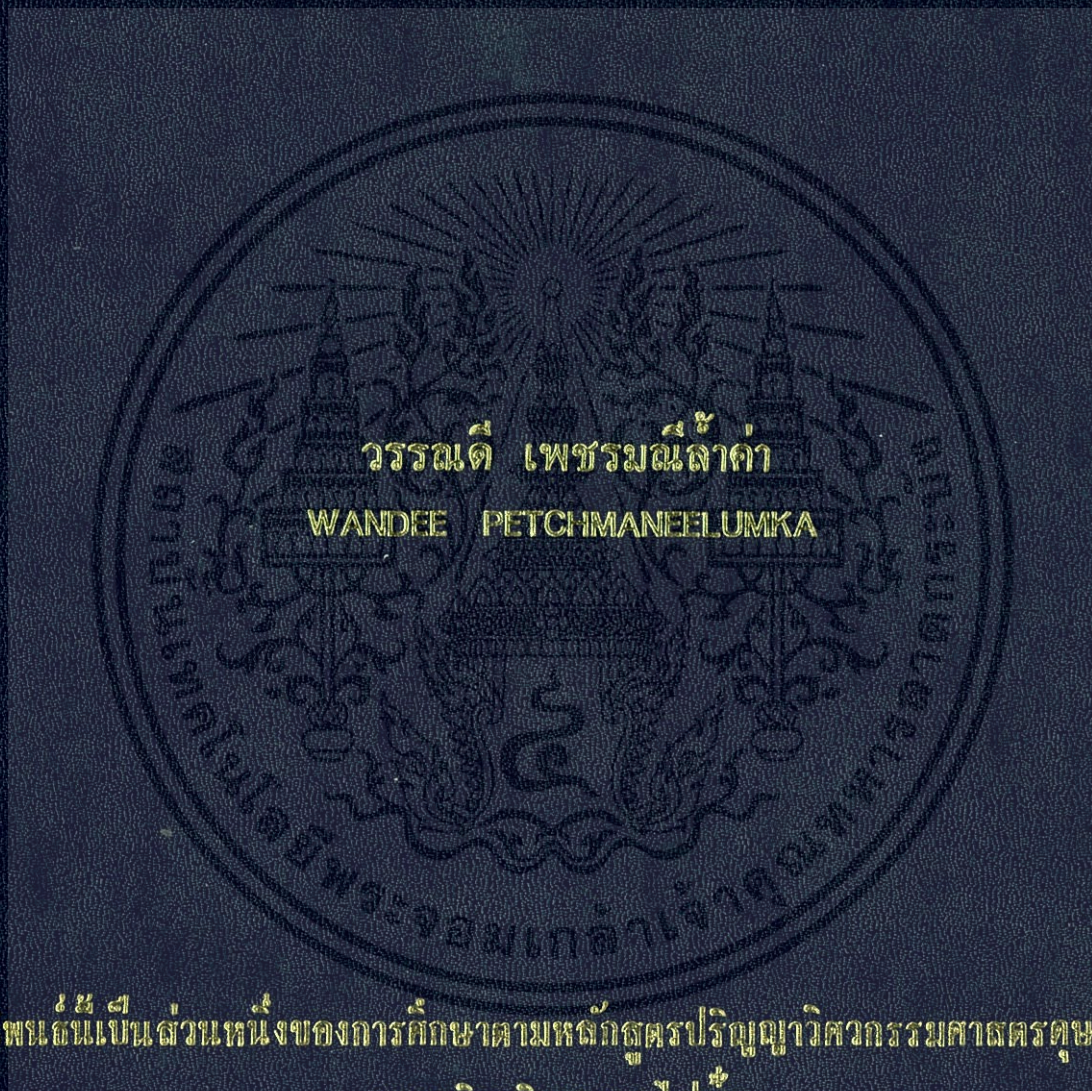 วรรณดี เพชรมณีล้ำค่า
WANDEE PETCHMANEELUMKA
สถาบันเทคโนโลยีพระจอมเกล้าเจ้าคุณทหารลาดกระบัง
พนธ์นี้เป็นส่วนหนึ่งของการศึกษาตามหลักสูตรปริญญาวิศวกรรมศาสตรดุษ